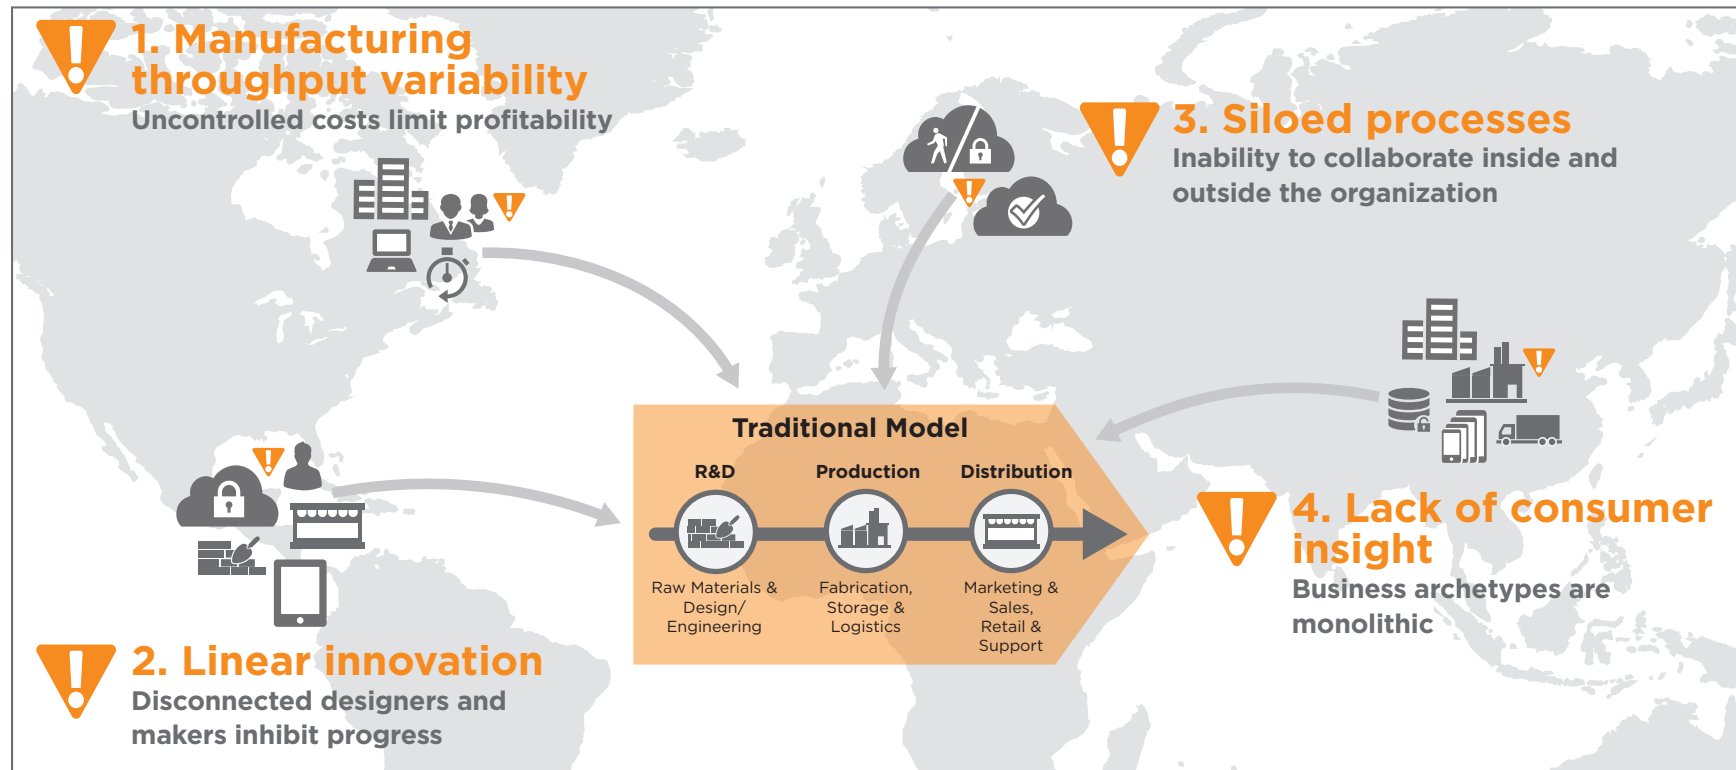 1. Manufacturing
throughput variability
Uncontrolled costs limit profitability
3. Siloed processes
Inability to collaborate inside and
outside the organization
Traditional Model
R&D
Production
Distribution
Raw Materials &
Design/
Engineering
Fabrication,
Storage &
Logistics
Marketing &
Sales,
Retail &
Support
2. Linear innovation
Disconnected designers and
makers inhibit progress
4. Lack of consumer
insight
Business archetypes are
monolithic